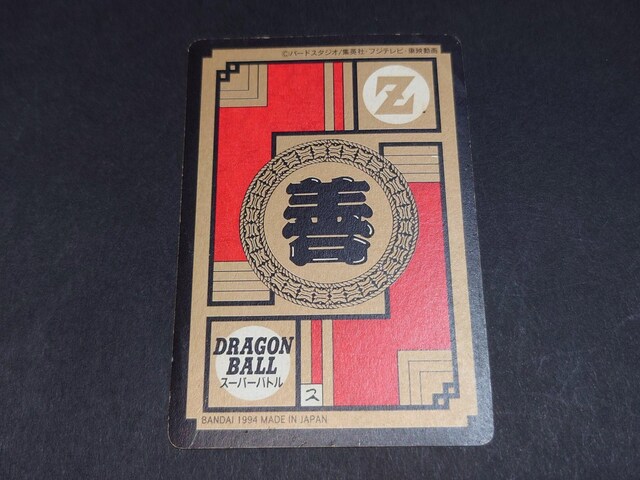 ©バードスタジオ/集英社・フジテレビ・東映動画
Z
善
DRAGON
BALL
スーパーバトル
ス
BANDAI 1994 MADE IN JAPAN